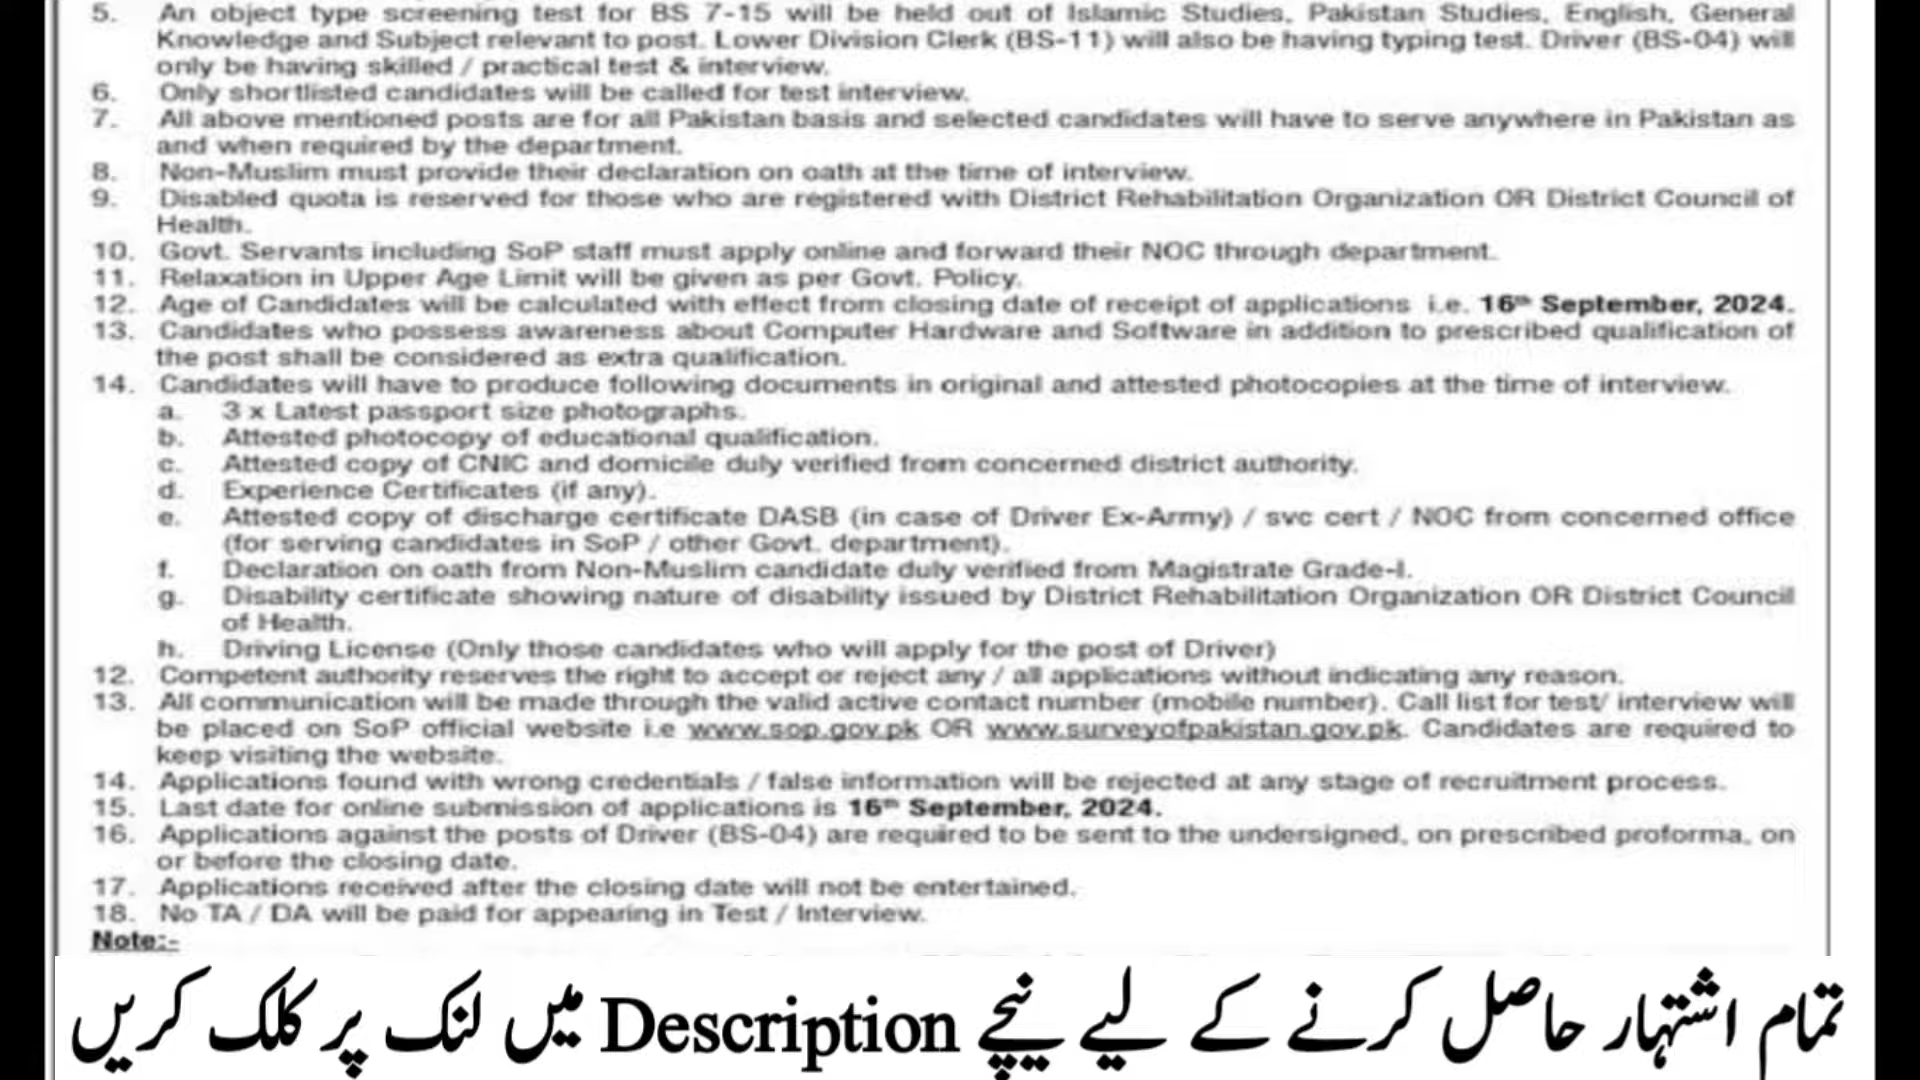 5. An object type screening test for BS 7-15 will be held out of Islamic Studies, Pakistan Studies, English, General
Knowledge and Subject relevant to post. Lower Division Clerk (BS-11) will also be having typing test. Driver (BS-04) will
only be having skilled / practical test & interview.
6. Only shortlisted candidates will be called for test interview.
7. All above mentioned posts are for all Pakistan basis and selected candidates will have to serve anywhere in Pakistan as
and when required by the department.
8. Non-Muslim must provide their declaration on oath at the time of interview.
9. Disabled quota is reserved for those who are registered with District Rehabilitation Organization OR District Council of
Health.
10. Govt. Servants including SoP staff must apply online and forward their NOC through department.
11. Relaxation in Upper Age Limit will be given as per Govt. Policy.
12. Age of Candidates will be calculated with effect from closing date of receipt of applications i.e. 16th September, 2024.
13. Candidates who possess awareness about Computer Hardware and Software in addition to prescribed qualification of
the post shall be considered as extra qualification.
14. Candidates will have to produce following documents in original and attested photocopies at the time of interview.
a. 3 x Latest passport size photographs.
b. Attested photocopy of educational qualification.
c. Attested copy of CNIC and domicile duly verified from concerned district authority.
d. Experience Certificates (if any).
e. Attested copy of discharge certificate DASB (in case of Driver Ex-Army) / svc cert / NOC from concerned office
(for serving candidates in SoP / other Govt. department).
f. Declaration on oath from Non-Muslim candidate duly verified from Magistrate Grade-I.
g. Disability certificate showing nature of disability issued by District Rehabilitation Organization OR District Council
of Health.
h. Driving License (Only those candidates who will apply for the post of Driver)
12. Competent authority reserves the right to accept or reject any / all applications without indicating any reason.
13. All communication will be made through the valid active contact number (mobile number). Call list for test/ interview will
be placed on SoP official website i.e www.sop.gov.pk OR www.surveyofpakistan.gov.pk. Candidates are required to
keep visiting the website.
14. Applications found with wrong credentials / false information will be rejected at any stage of recruitment process.
15. Last date for online submission of applications is 16th September, 2024.
16. Applications against the posts of Driver (BS-04) are required to be sent to the undersigned, on prescribed proforma, on
or before the closing date.
17. Applications received after the closing date will not be entertained.
18. No TA / DA will be paid for appearing in Test / Interview.
Note:-
تمام اشتہار حاصل کرنے کے لیے نیچے Description میں لنک پر کلک کریں